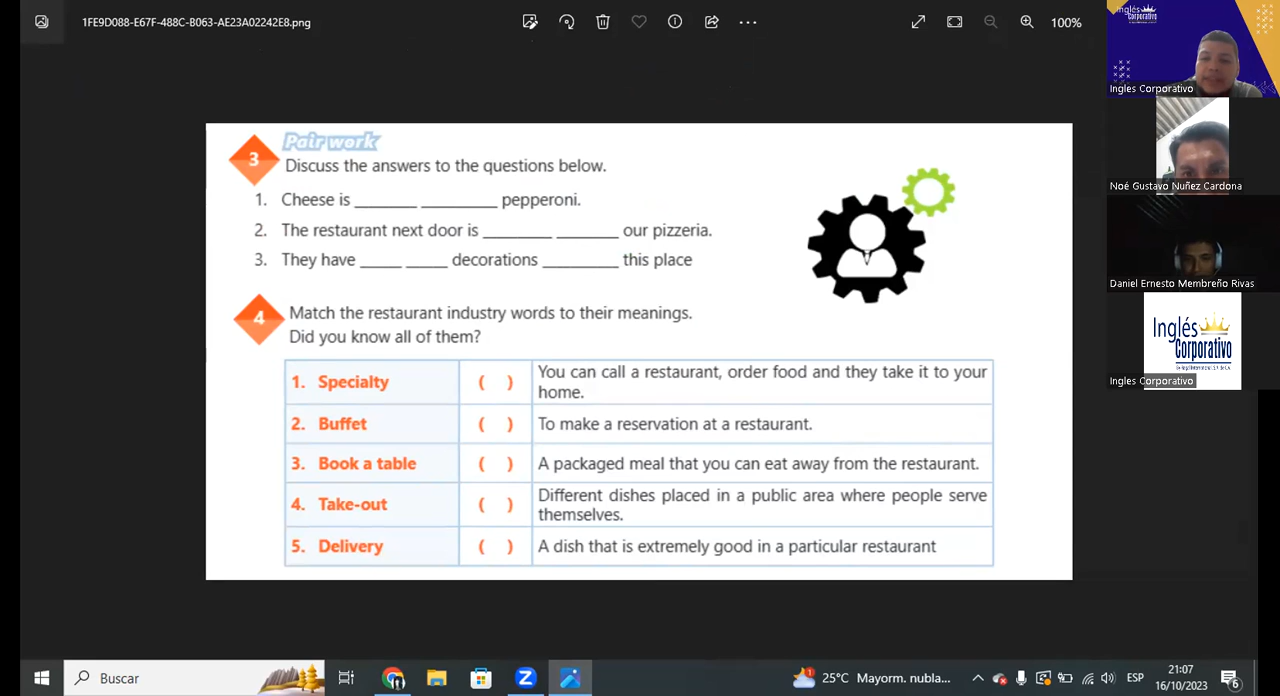 1FE9D088-E67F-488C-B063-AE23A02242E8.png
100%
Inglés Corporativo
Ingles Corporativo
Pair work
3
Discuss the answers to the questions below.
1. Cheese is ________ __________ pepperoni.
2. The restaurant next door is _________ ________ our pizzeria.
3. They have _____ _____ decorations __________ this place
4
Match the restaurant industry words to their meanings.
Did you know all of them?
1. Specialty ( ) You can call a restaurant, order food and they take it to your
home.
2. Buffet ( ) To make a reservation at a restaurant.
3. Book a table ( ) A packaged meal that you can eat away from the restaurant.
4. Take-out ( ) Different dishes placed in a public area where people serve
themselves.
5. Delivery ( ) A dish that is extremely good in a particular restaurant
Noé Gustavo Nuñez Cardona
Daniel Ernesto Membreño Rivas
Inglés
Corporativo
Ingles Corporativo
Buscar
25°C Mayorm. nubla...
ESP
21:07
16/10/2023
6